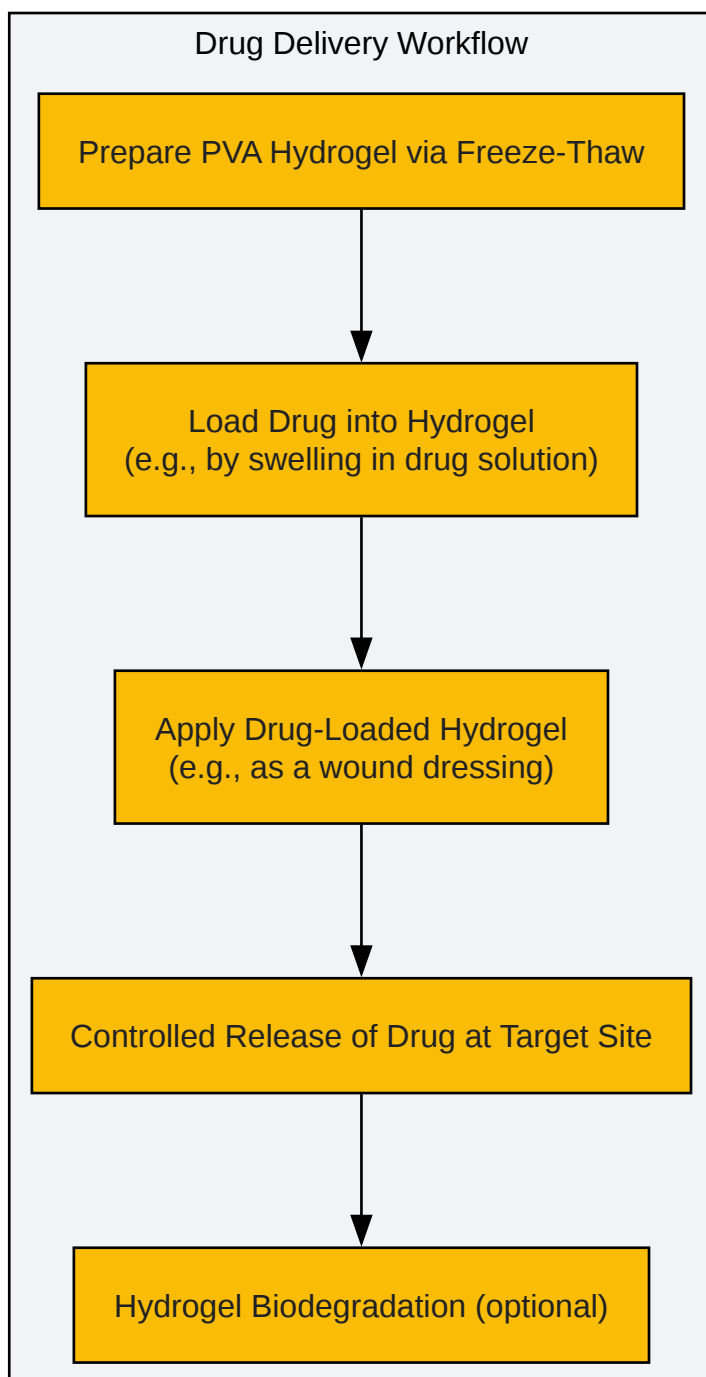 Drug Delivery Workflow
Prepare PVA Hydrogel via Freeze-Thaw
Load Drug into Hydrogel
(e.g., by swelling in drug solution)
Apply Drug-Loaded Hydrogel
(e.g., as a wound dressing)
Controlled Release of Drug at Target Site
Hydrogel Biodegradation (optional)